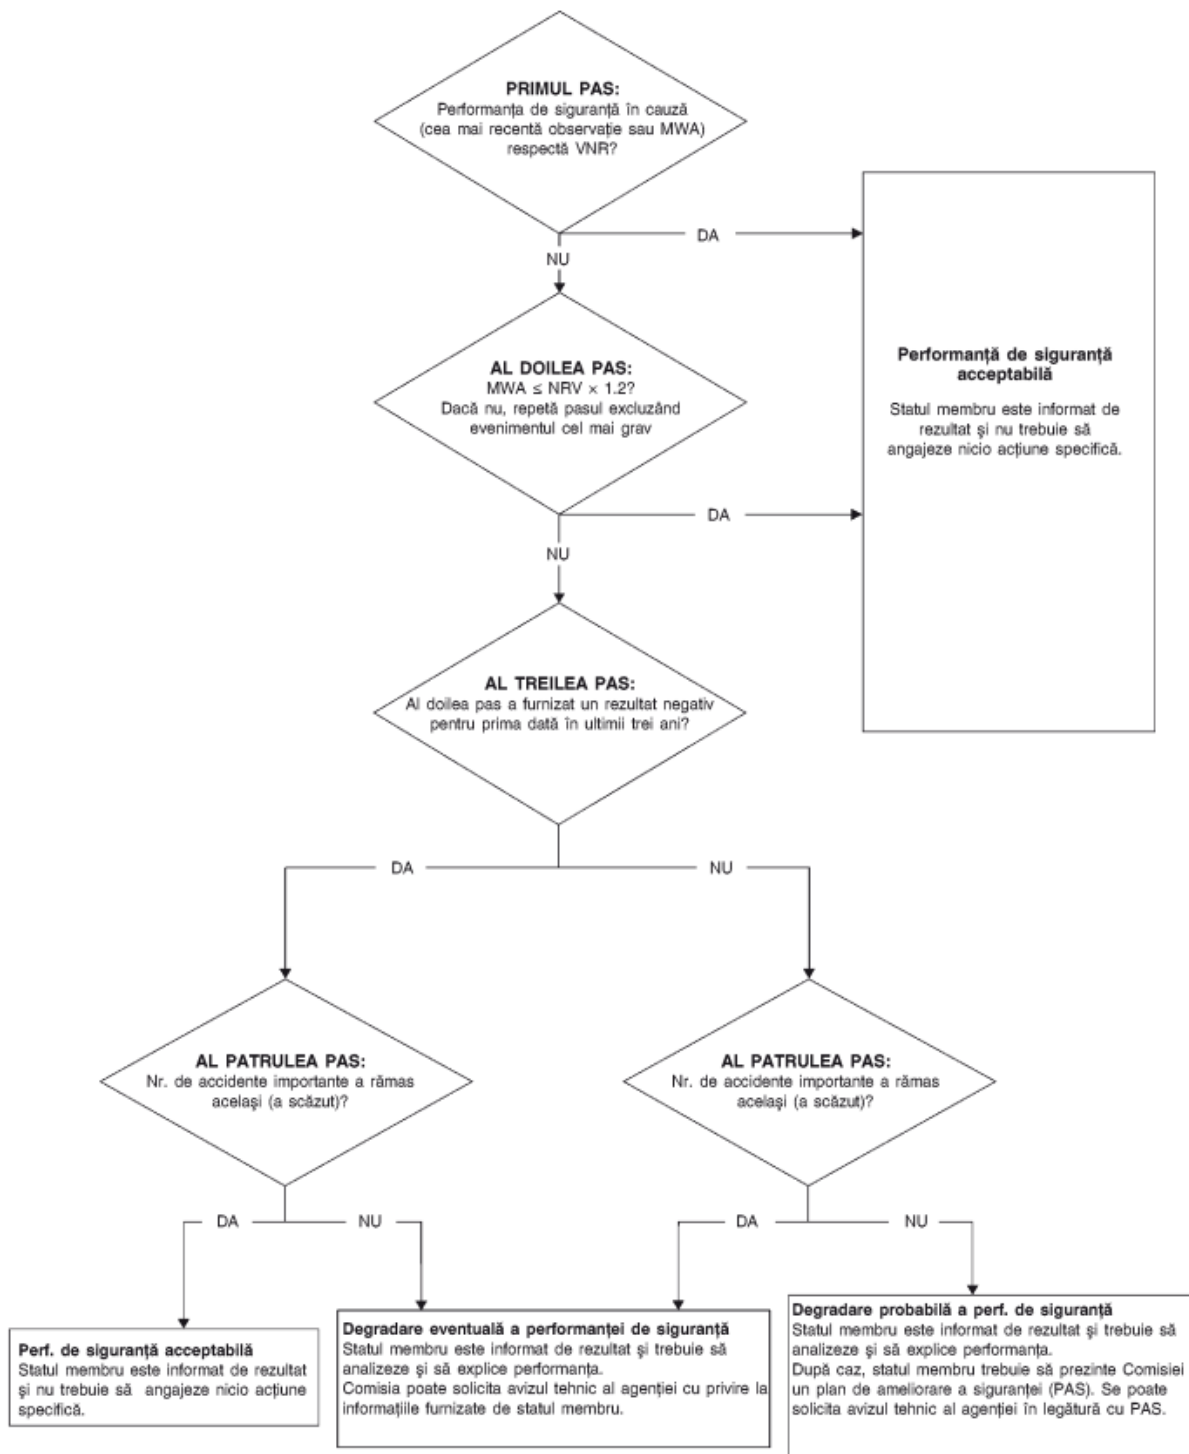 PRIMUL PAS:
Performanța de siguranță în cauză
(cea mai recentă observație sau MWA)
respectă VNR?
DA
NU
AL DOILEA PAS:
MWA ≤ NRV × 1.2?
Dacă nu, repetă pasul excluzând
evenimentul cel mai grav
Performanță de siguranță
acceptabilă
Statul membru este informat de
rezultat și nu trebuie să
angajeze nicio acțiune specifică.
DA
NU
AL TREILEA PAS:
Al doilea pas a furnizat un rezultat negativ
pentru prima dată în ultimii trei ani?
DA
NU
AL PATRULEA PAS:
Nr. de accidente importante a rămas
același (a scăzut)?
AL PATRULEA PAS:
Nr. de accidente importante a rămas
același (a scăzut)?
DA
NU
DA
NU
Perf. de siguranță acceptabilă
Statul membru este informat de rezultat
și nu trebuie să angajeze nicio acțiune
specifică.
Degradare eventuală a performanței de siguranță
Statul membru este informat de rezultat și trebuie să
analizeze și să explice performanța.
Comisia poate solicita avizul tehnic al agenției cu privire la
informațiile furnizate de statul membru.
Degradare probabilă a perf. de siguranță
Statul membru este informat de rezultat și trebuie să
analizeze și să explice performanța.
După caz, statul membru trebuie să prezinte Comisiei
un plan de ameliorare a siguranței (PAS). Se poate
solicita avizul tehnic al agenției în legătură cu PAS.